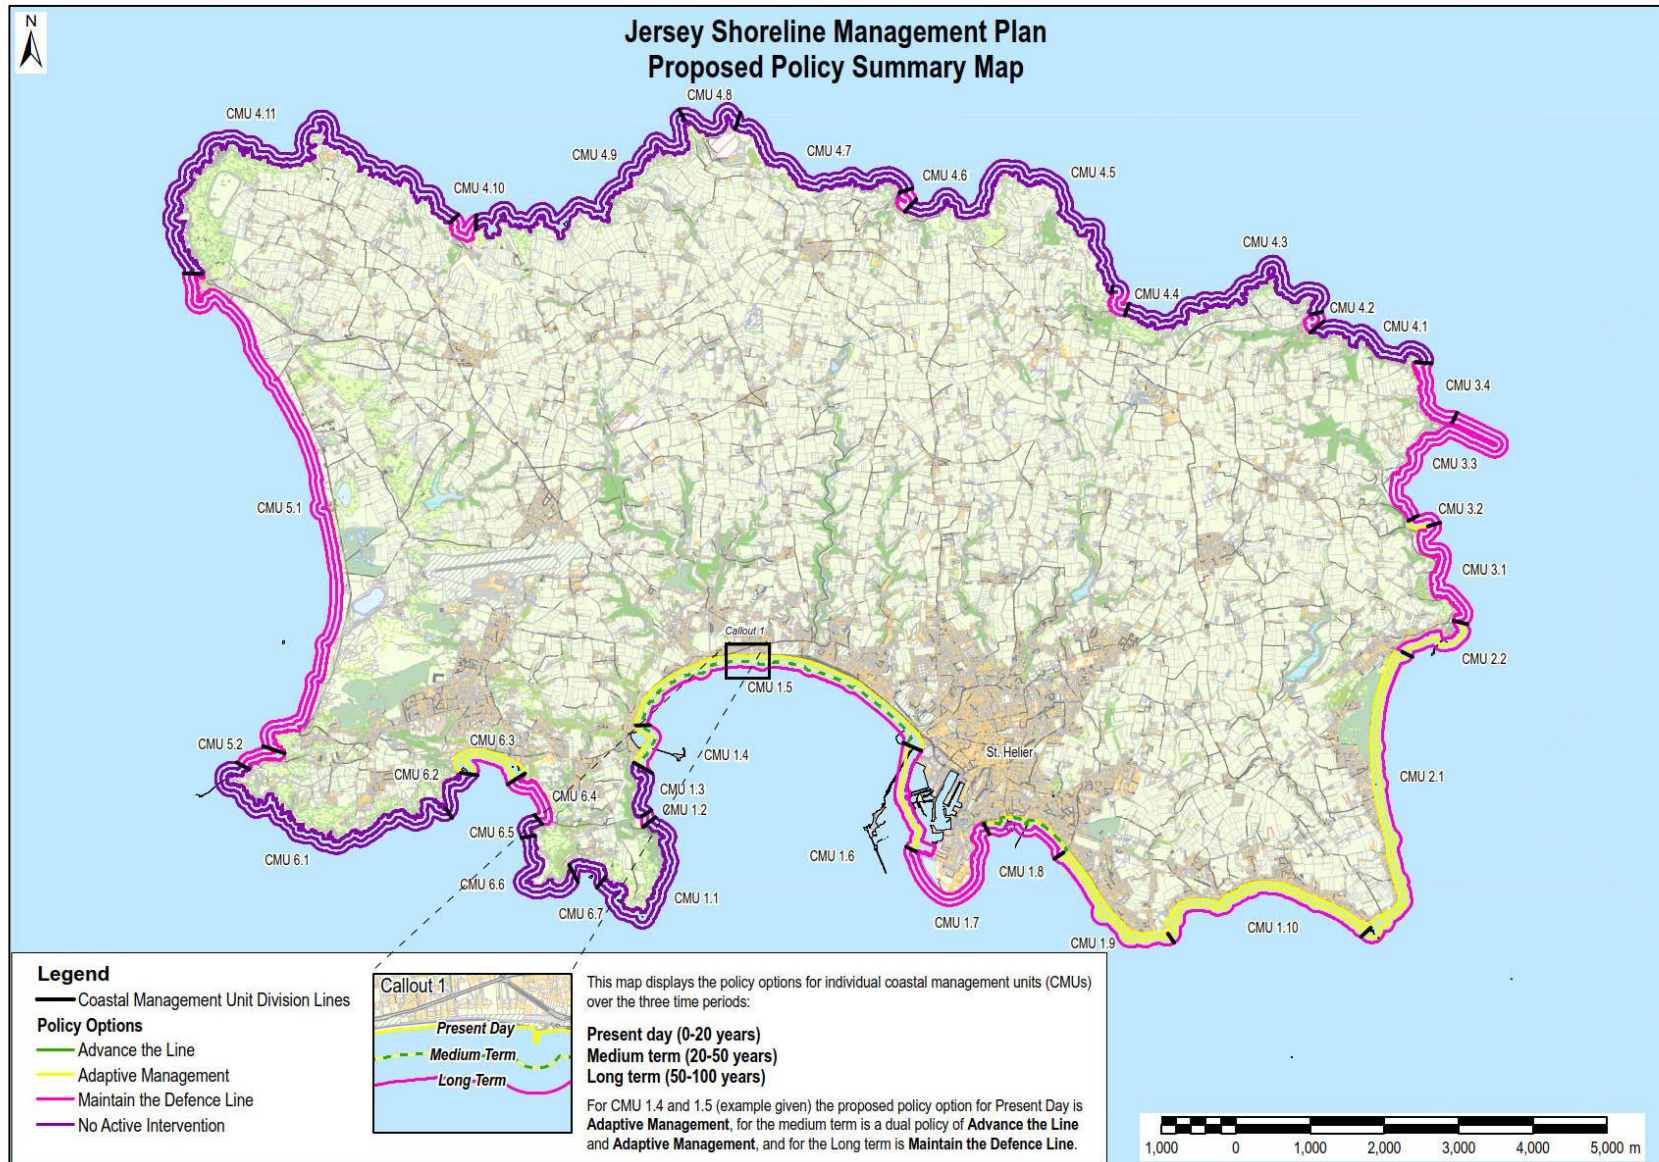 N
Jersey Shoreline Management Plan
Proposed Policy Summary Map
CMU 4.8
CMU 4.11
CMU 4.9
CMU 4.7
CMU 4.10
CMU 4.6
CMU 4.5
CMU 4.3
CMU 4.4
CMU 4.2
CMU 4.1
CMU 3.4
CMU 3.3
CMU 5.1
CMU 3.2
CMU 3.1
Callout 1
CMU 2.2
CMU 1.5
CMU 5.2
CMU 6.3
CMU 1.4
St. Helier
CMU 6.2
CMU 2.1
CMU 1.3
CMU 6.4
CMU 1.2
CMU 6.5
CMU 6.1
CMU 1.6
CMU 1.8
CMU 6.6
CMU 1.1
CMU 6.7
CMU 1.7
CMU 1.10
CMU 1.9
Legend
Coastal Management Unit Division Lines
Policy Options
Advance the Line
Adaptive Management
Maintain the Defence Line
No Active Intervention
Callout 1
Present Day
Medium Term
Long Term
This map displays the policy options for individual coastal management units (CMUs)
over the three time periods:
Present day (0-20 years)
Medium term (20-50 years)
Long term (50-100 years)
For CMU 1.4 and 1.5 (example given) the proposed policy option for Present Day is
Adaptive Management, for the medium term is a dual policy of Advance the Line
and Adaptive Management, and for the Long term is Maintain the Defence Line.
1,000 0 1,000 2,000 3,000 4,000 5,000 m